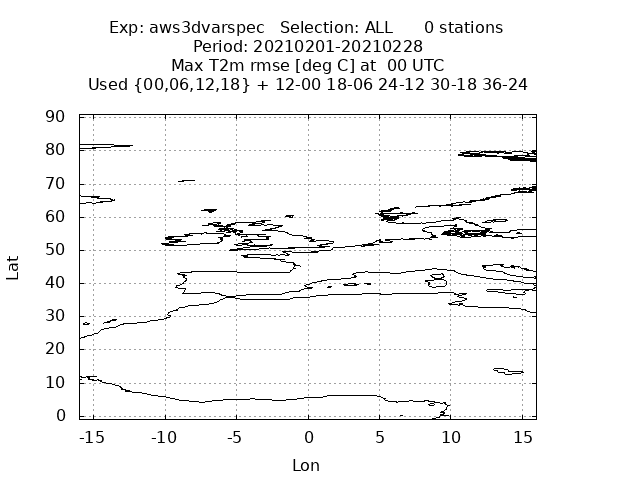 Exp: aws3dvarspec   Selection: ALL      0 stations
Period: 20210201-20210228
Max T2m rmse [deg C] at  00 UTC
Used {00,06,12,18} + 12-00 18-06 24-12 30-18 36-24
90
80
70
60
50
40
30
20
10
0
Lat
-15 -10 -5 0 5 10 15
Lon